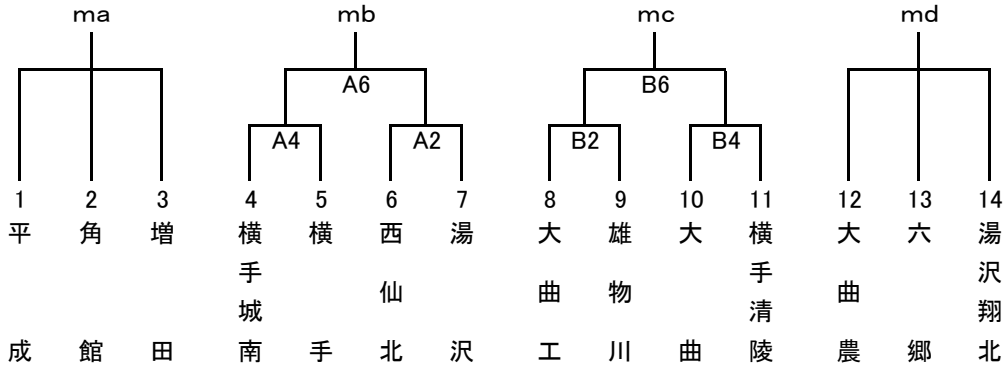 ma mb mc md
A6 B6
A4 A2 B2 B4
1 2 3 4 5 6 7 8 9 10 11 12 13 14
平成
角館
増田
横手城南
横手
西仙北
湯沢
大曲工
雄物川
大曲
横手清陵
大曲農
六郷
湯沢翔北